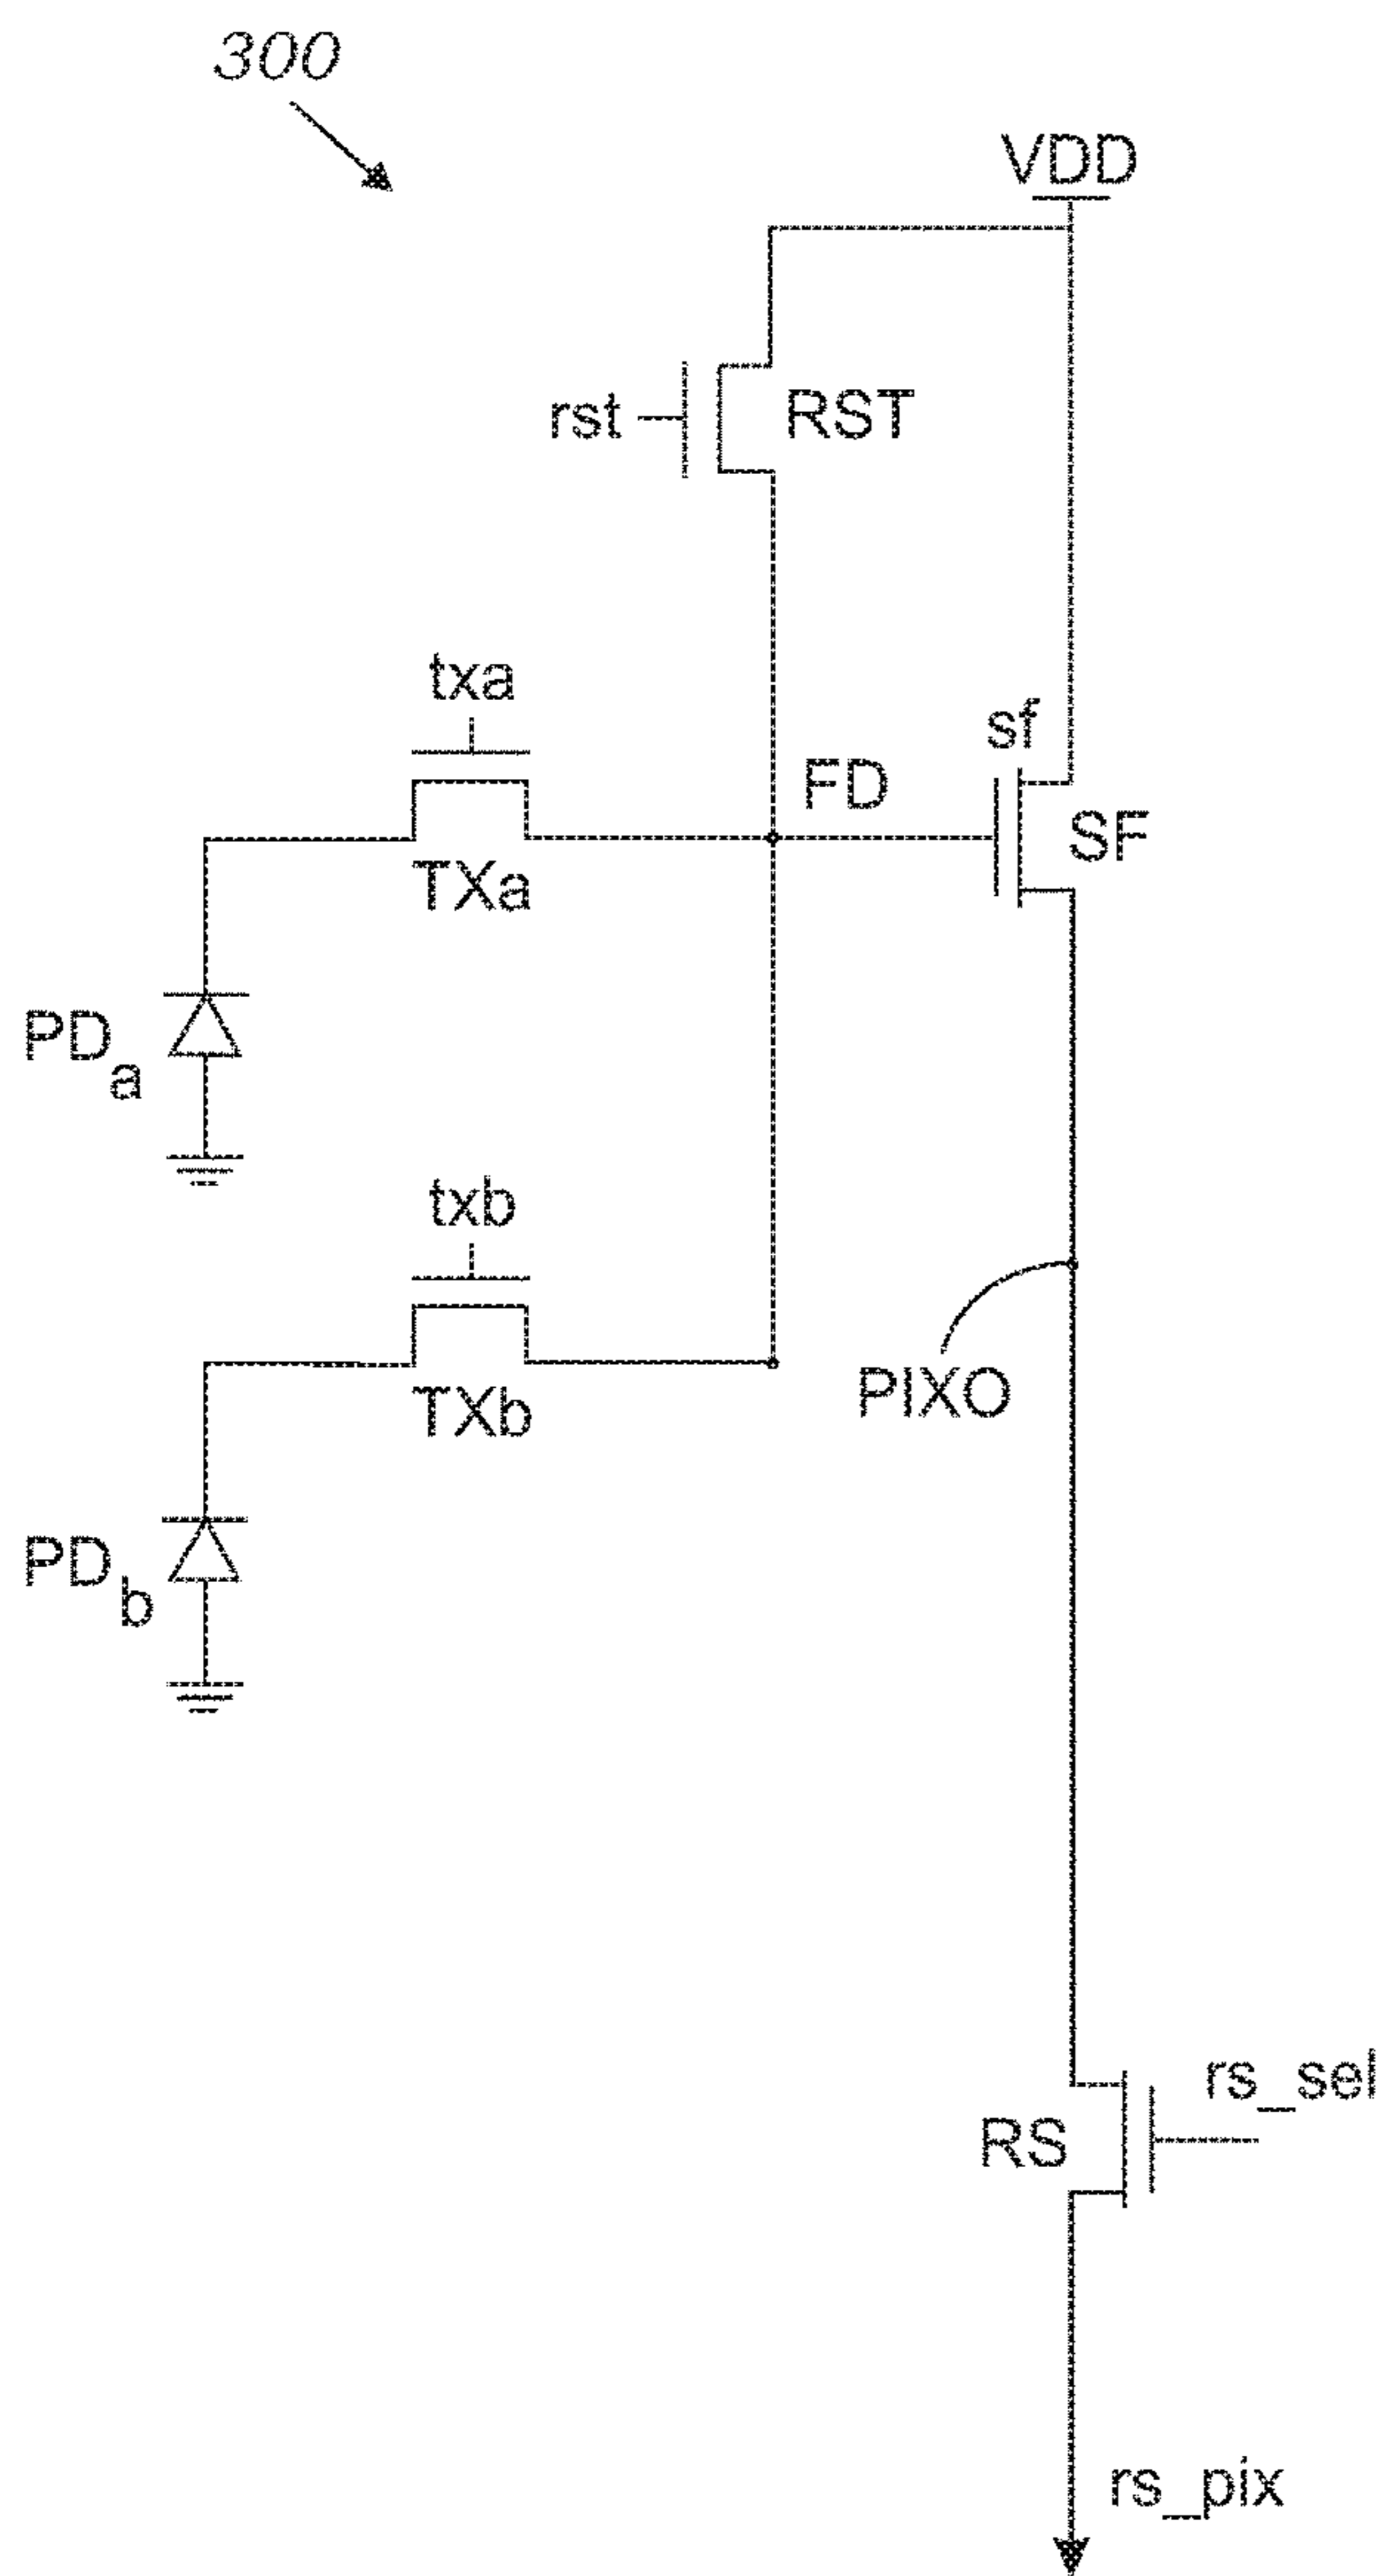 300
VDD
rst
RST
txa
sf
FD
SF
TXa
PDa
txb
PIXO
TXb
PDb
rs_sel
RS
rs_pix